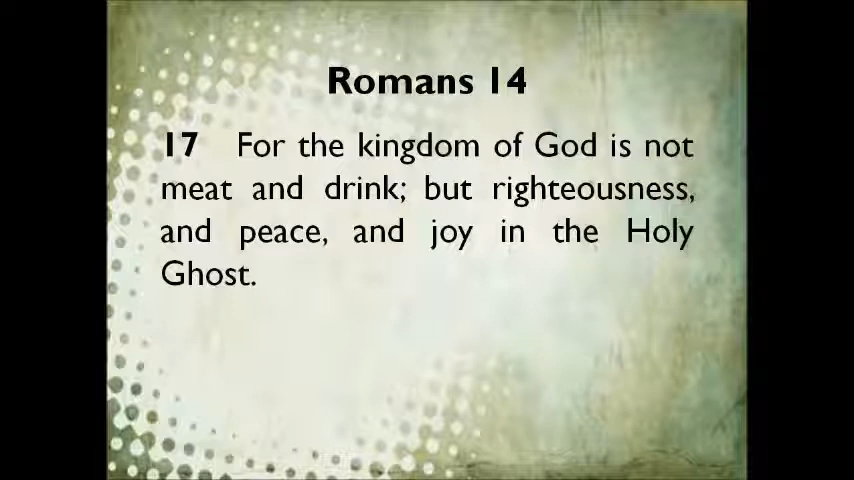 Romans 14
17 For the kingdom of God is not
meat and drink; but righteousness,
and peace, and joy in the Holy
Ghost.